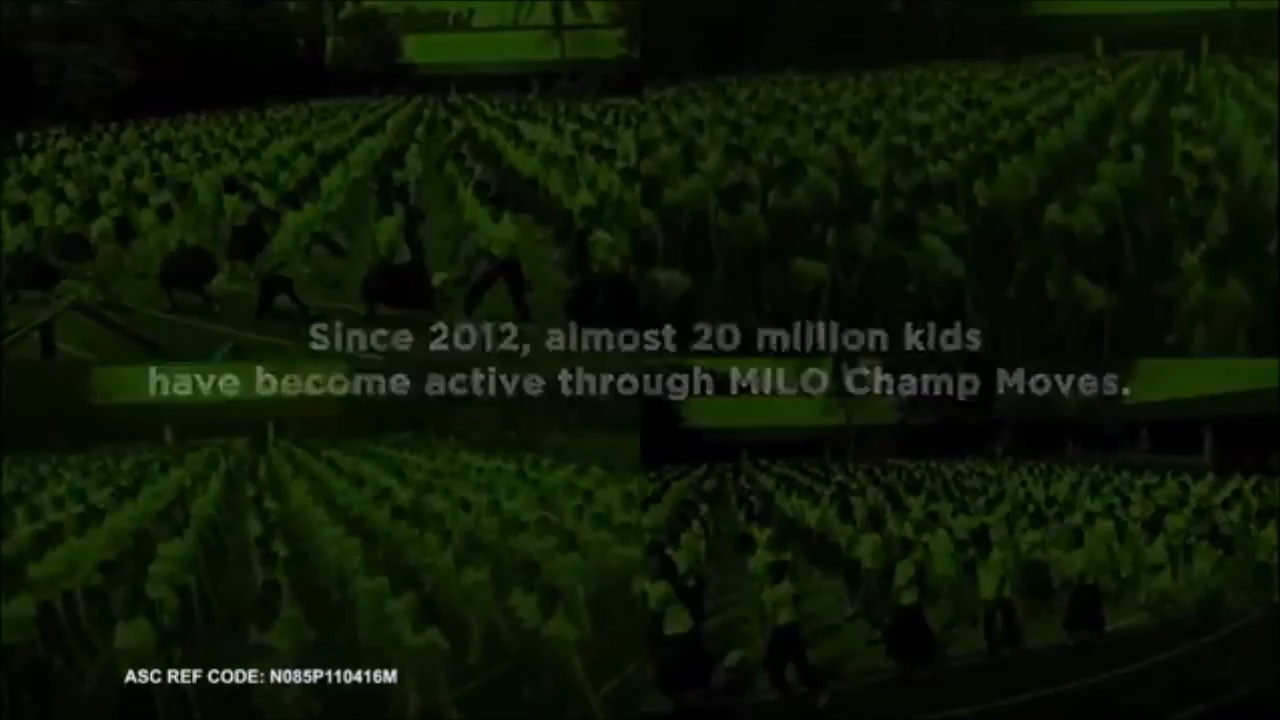 Since 2012, almost 20 million kids
have become active through MILO Champ Moves.
ASC REF CODE: N085P110416M